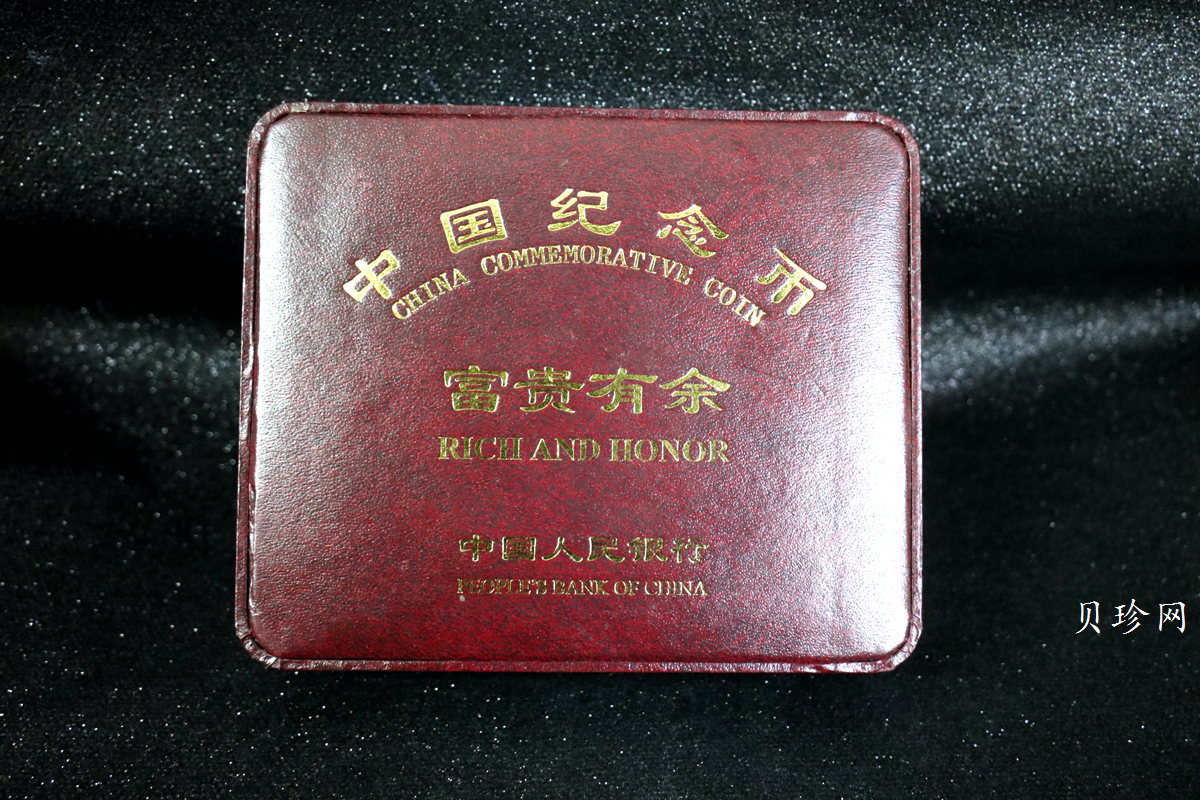 中国纪念币
CHINA COMMEMORATIVE COIN
富贵有余
RICH AND HONOR
中国人民银行
PEOPLE'S BANK OF CHINA
贝珍网